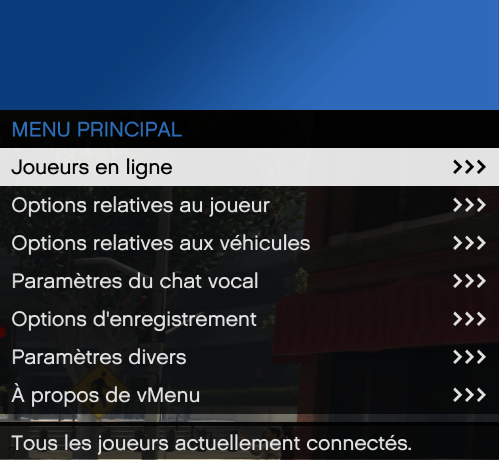 MENU PRINCIPAL
Joueurs en ligne >>>
Options relatives au joueur >>>
Options relatives aux véhicules >>>
Paramètres du chat vocal >>>
Options d'enregistrement >>>
Paramètres divers >>>
À propos de vMenu >>>
Tous les joueurs actuellement connectés.